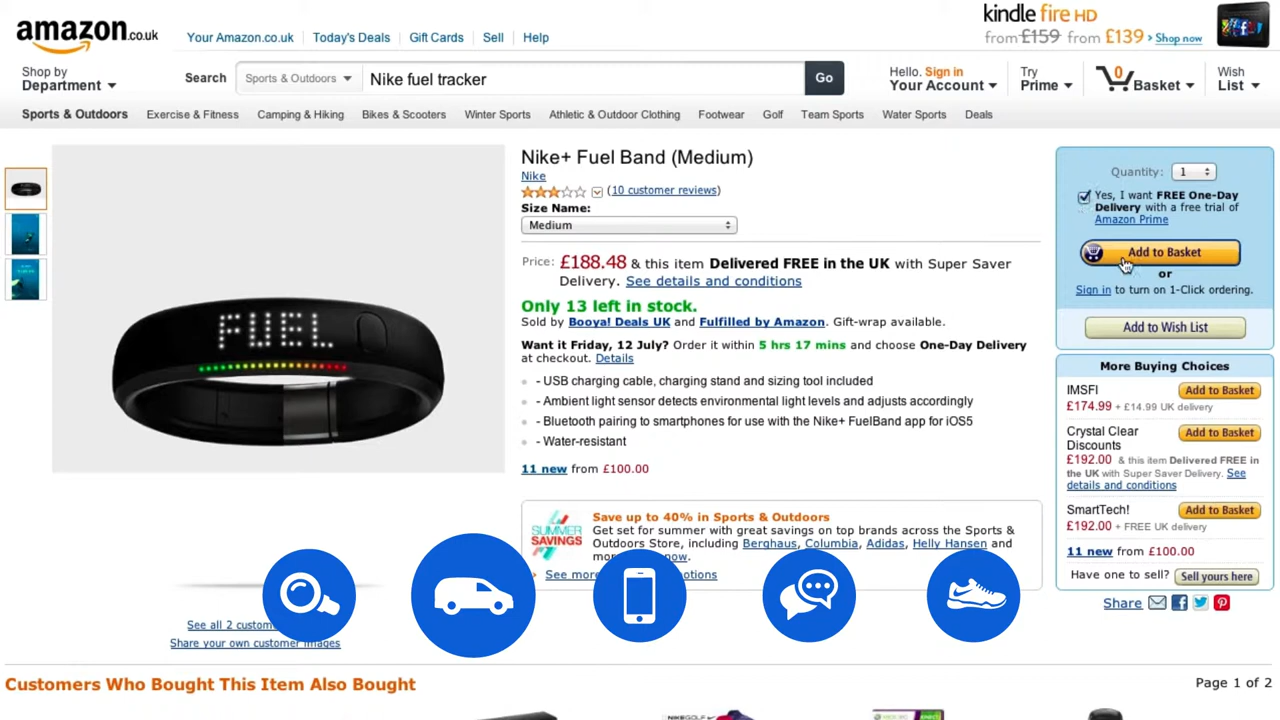 kindle fire HD
from £159 from £139 › Shop now
amazon.co.uk
Your Amazon.co.uk Today's Deals Gift Cards Sell Help
Shop by
Department
Search Sports & Outdoors Nike fuel tracker Go
Hello. Sign in
Your Account
Try
Prime
0
Basket
Wish
List
Sports & Outdoors Exercise & Fitness Camping & Hiking Bikes & Scooters Winter Sports Athletic & Outdoor Clothing Footwear Golf Team Sports Water Sports Deals
FUEL
Nike+ Fuel Band (Medium)
Nike
(10 customer reviews)
Size Name:
Medium
Price: £188.48 & this item Delivered FREE in the UK with Super Saver
Delivery. See details and conditions
Only 13 left in stock.
Sold by Booya! Deals UK and Fulfilled by Amazon. Gift-wrap available.
Want it Friday, 12 July? Order it within 5 hrs 17 mins and choose One-Day Delivery
at checkout. Details
- USB charging cable, charging stand and sizing tool included
- Ambient light sensor detects environmental light levels and adjusts accordingly
- Bluetooth pairing to smartphones for use with the Nike+ FuelBand app for iOS5
- Water-resistant
11 new from £100.00
SUMMER
SAVINGS
Save up to 40% in Sports & Outdoors
Get set for summer with great savings on top brands across the Sports &
Outdoors Store, including Berghaus, Columbia, Adidas, Helly Hansen and
now.
See
Quantity: 1
Yes, I want FREE One-Day
Delivery with a free trial of
Amazon Prime
Add to Basket
or
Sign in to turn on 1-Click ordering.
Add to Wish List
More Buying Choices
IMSFI Add to Basket
£174.99 + £14.99 UK delivery
Crystal Clear
Discounts Add to Basket
£192.00 & this item Delivered FREE in
the UK with Super Saver Delivery. See
details and conditions
SmartTech! Add to Basket
£192.00 + FREE UK delivery
11 new from £100.00
Have one to sell? Sell yours here
Share
See all 2
Share your own customer images
Customers Who Bought This Item Also Bought
Page 1 of 2